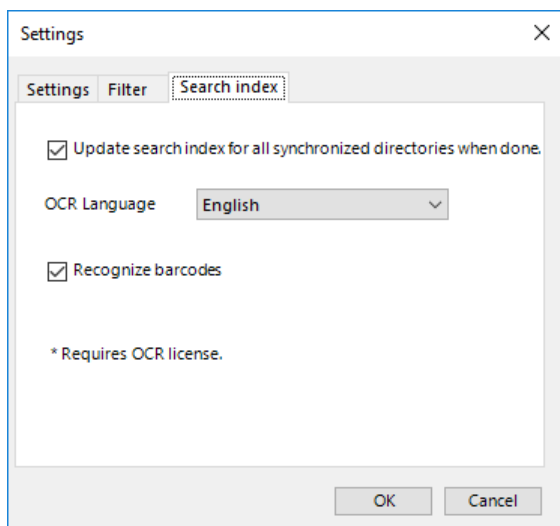 Settings
Settings Filter Search index
Update search index for all synchronized directories when done.
OCR Language English
Recognize barcodes
* Requires OCR license.
OK Cancel